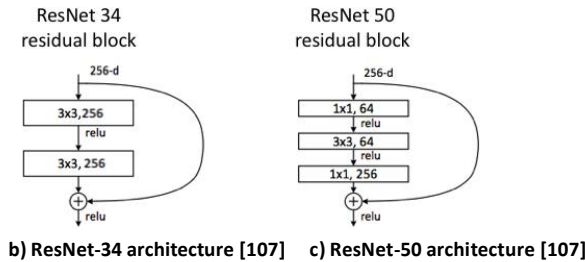 ResNet 34
residual block
256-d
3x3,256
relu
3x3, 256
+
relu
ResNet 50
residual block
256-d
1x1, 64
relu
3x3, 64
relu
1x1, 256
+
relu
b) ResNet-34 architecture [107]
c) ResNet-50 architecture [107]